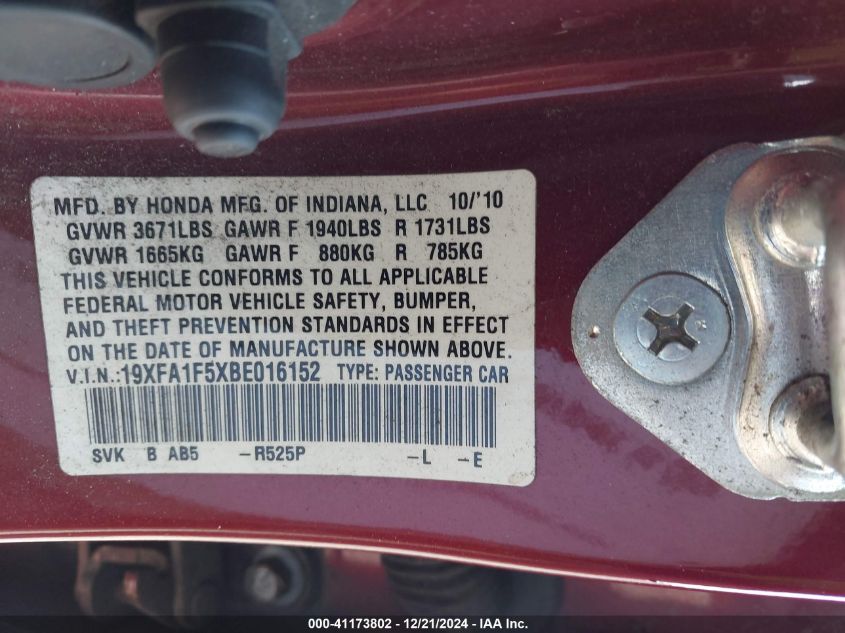 MFD. BY HONDA MFG. OF INDIANA, LLC 10/'10
GVWR 3671LBS GAWR F 1940LBS R 1731LBS
GVWR 1665KG GAWR F 880KG R 785KG
THIS VEHICLE CONFORMS TO ALL APPLICABLE
FEDERAL MOTOR VEHICLE SAFETY, BUMPER,
AND THEFT PREVENTION STANDARDS IN EFFECT
ON THE DATE OF MANUFACTURE SHOWN ABOVE.
V.I.N.:19XFA1F5XBE016152 TYPE: PASSENGER CAR
SVK B AB5 -R525P -L -E
000-41173802 - 12/21/2024 - IAA Inc.